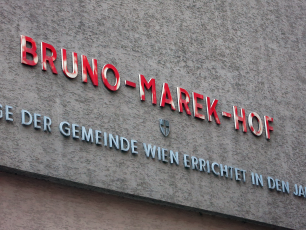 BRUNO-MAREK-HOF
GE DER GEMEINDE WIEN ERRICHTET IN DEN JA